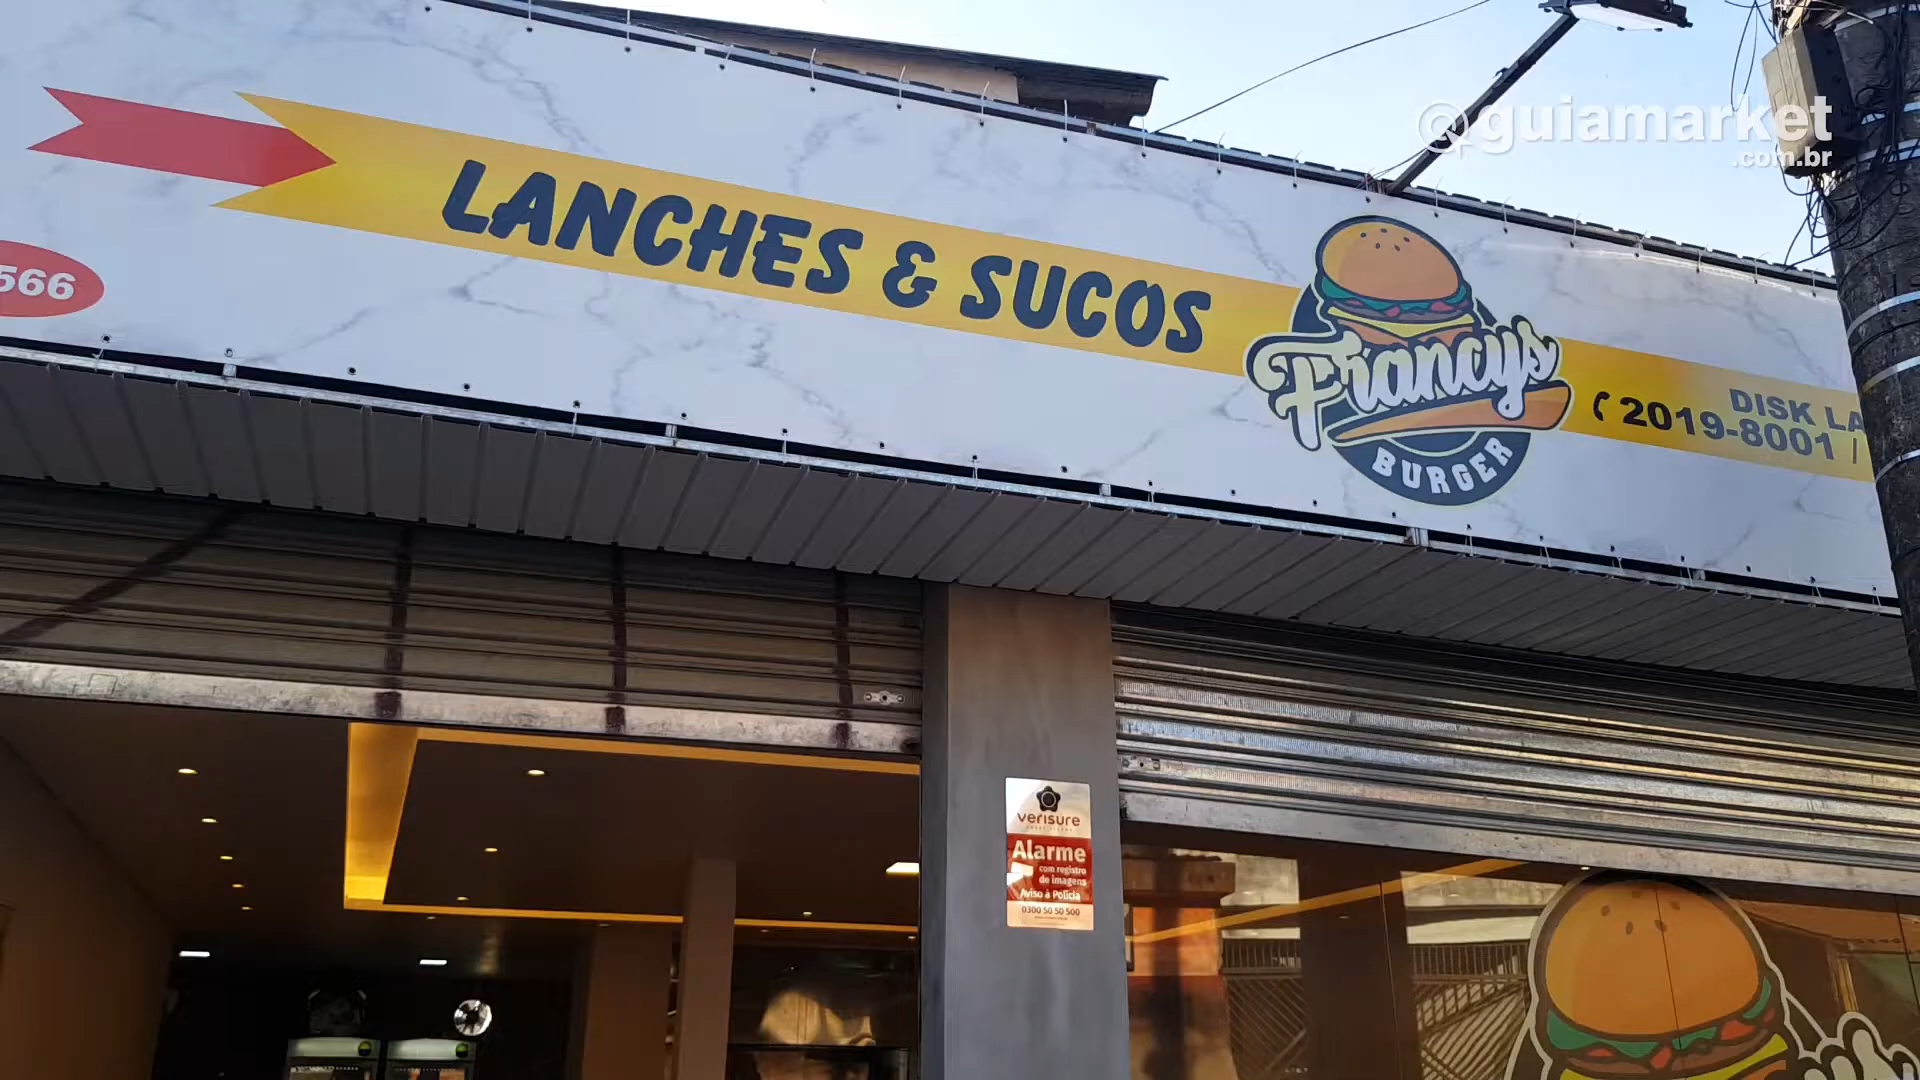 @guiamarket
.com.br
LANCHES & SUCOS
566
Francys
BURGER
DISK LA
2019-8001 /
verisure
Alarme
com registro
de imagens
Aviso à Polícia
0300 50 50 500